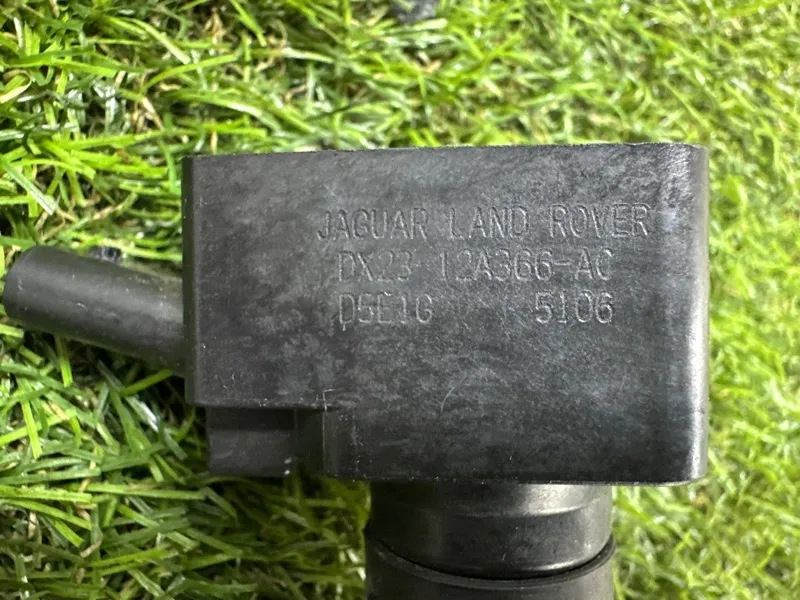 JAGUAR LAND ROVER
DX23-12A366-AC
D5E1G 5106